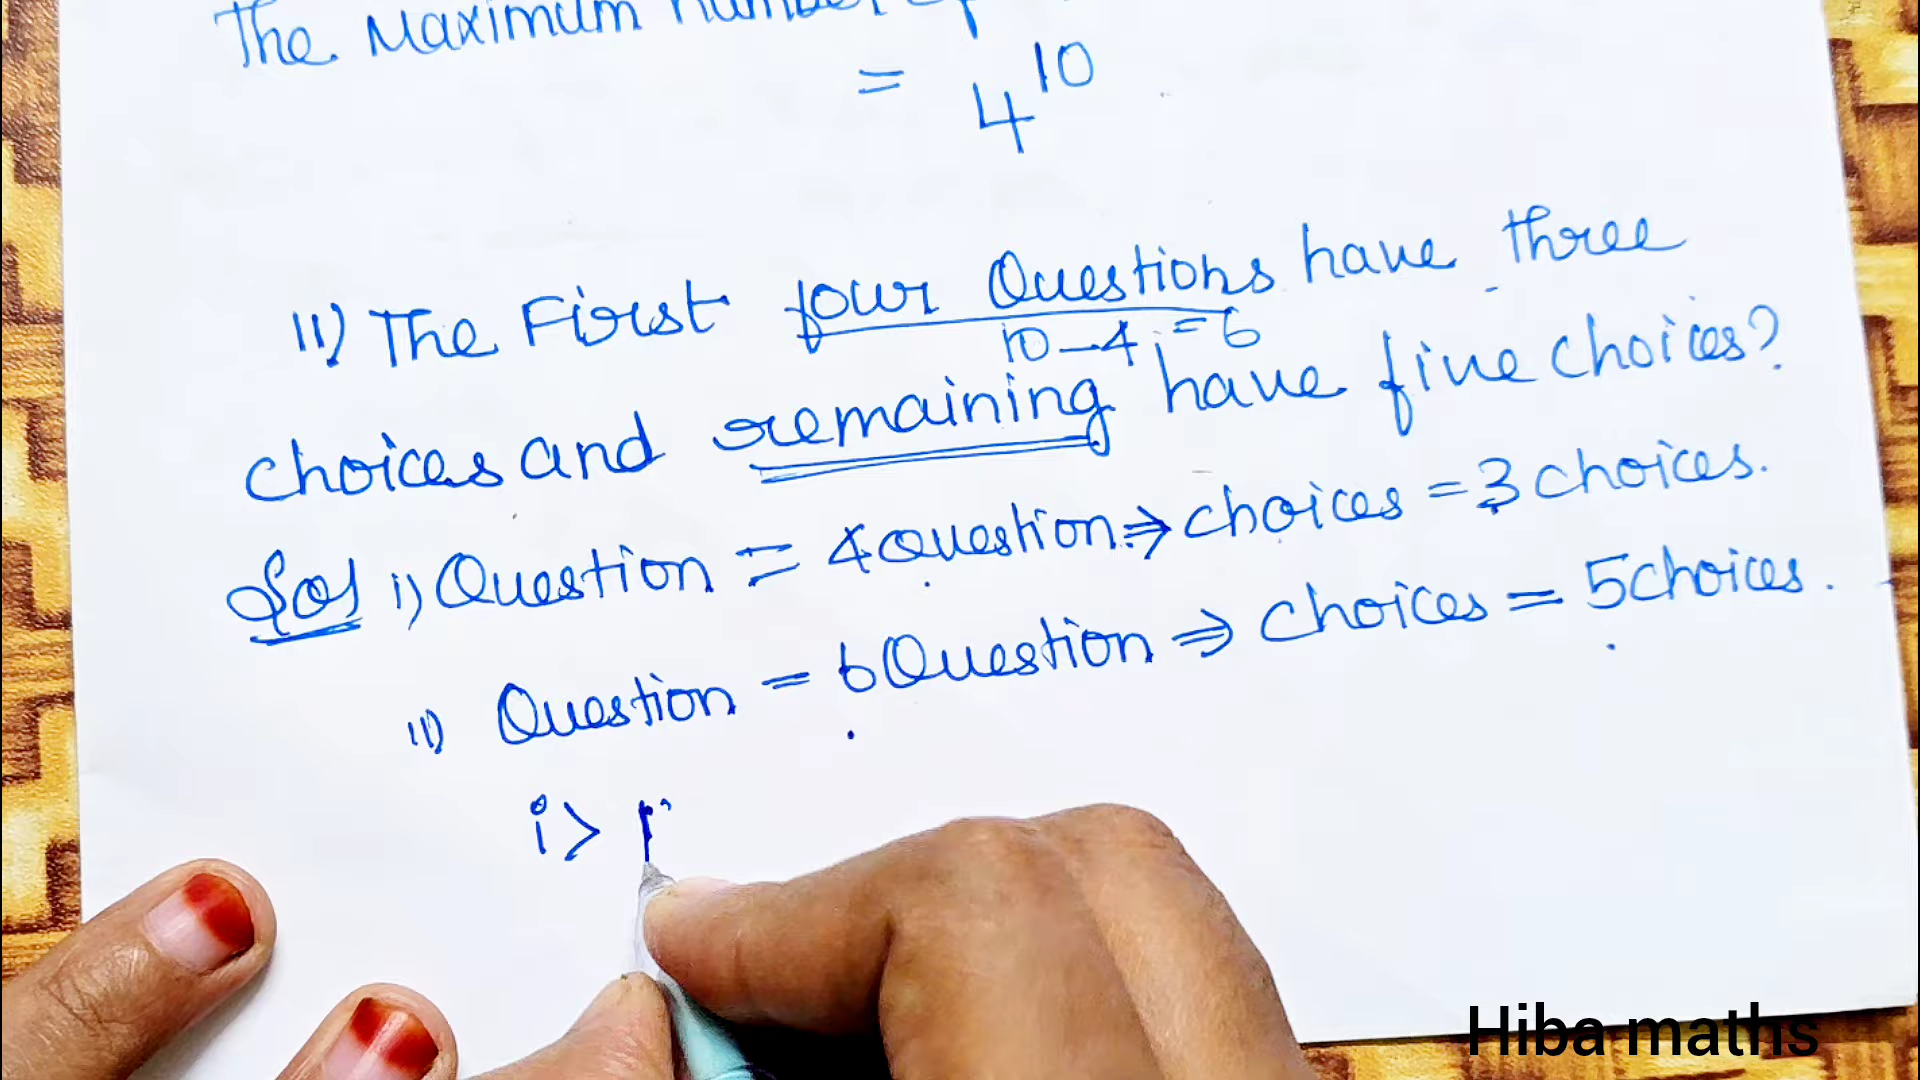 The Maximum number
= 4^10
II) The First four Questions have three
10-4 = 6
choices and remaining have five choices?
Sol i) Question = 4 question ⇒ choices = 3 choices.
II) Question = 6 Question ⇒ choices = 5 choices.
i>
Hiba maths